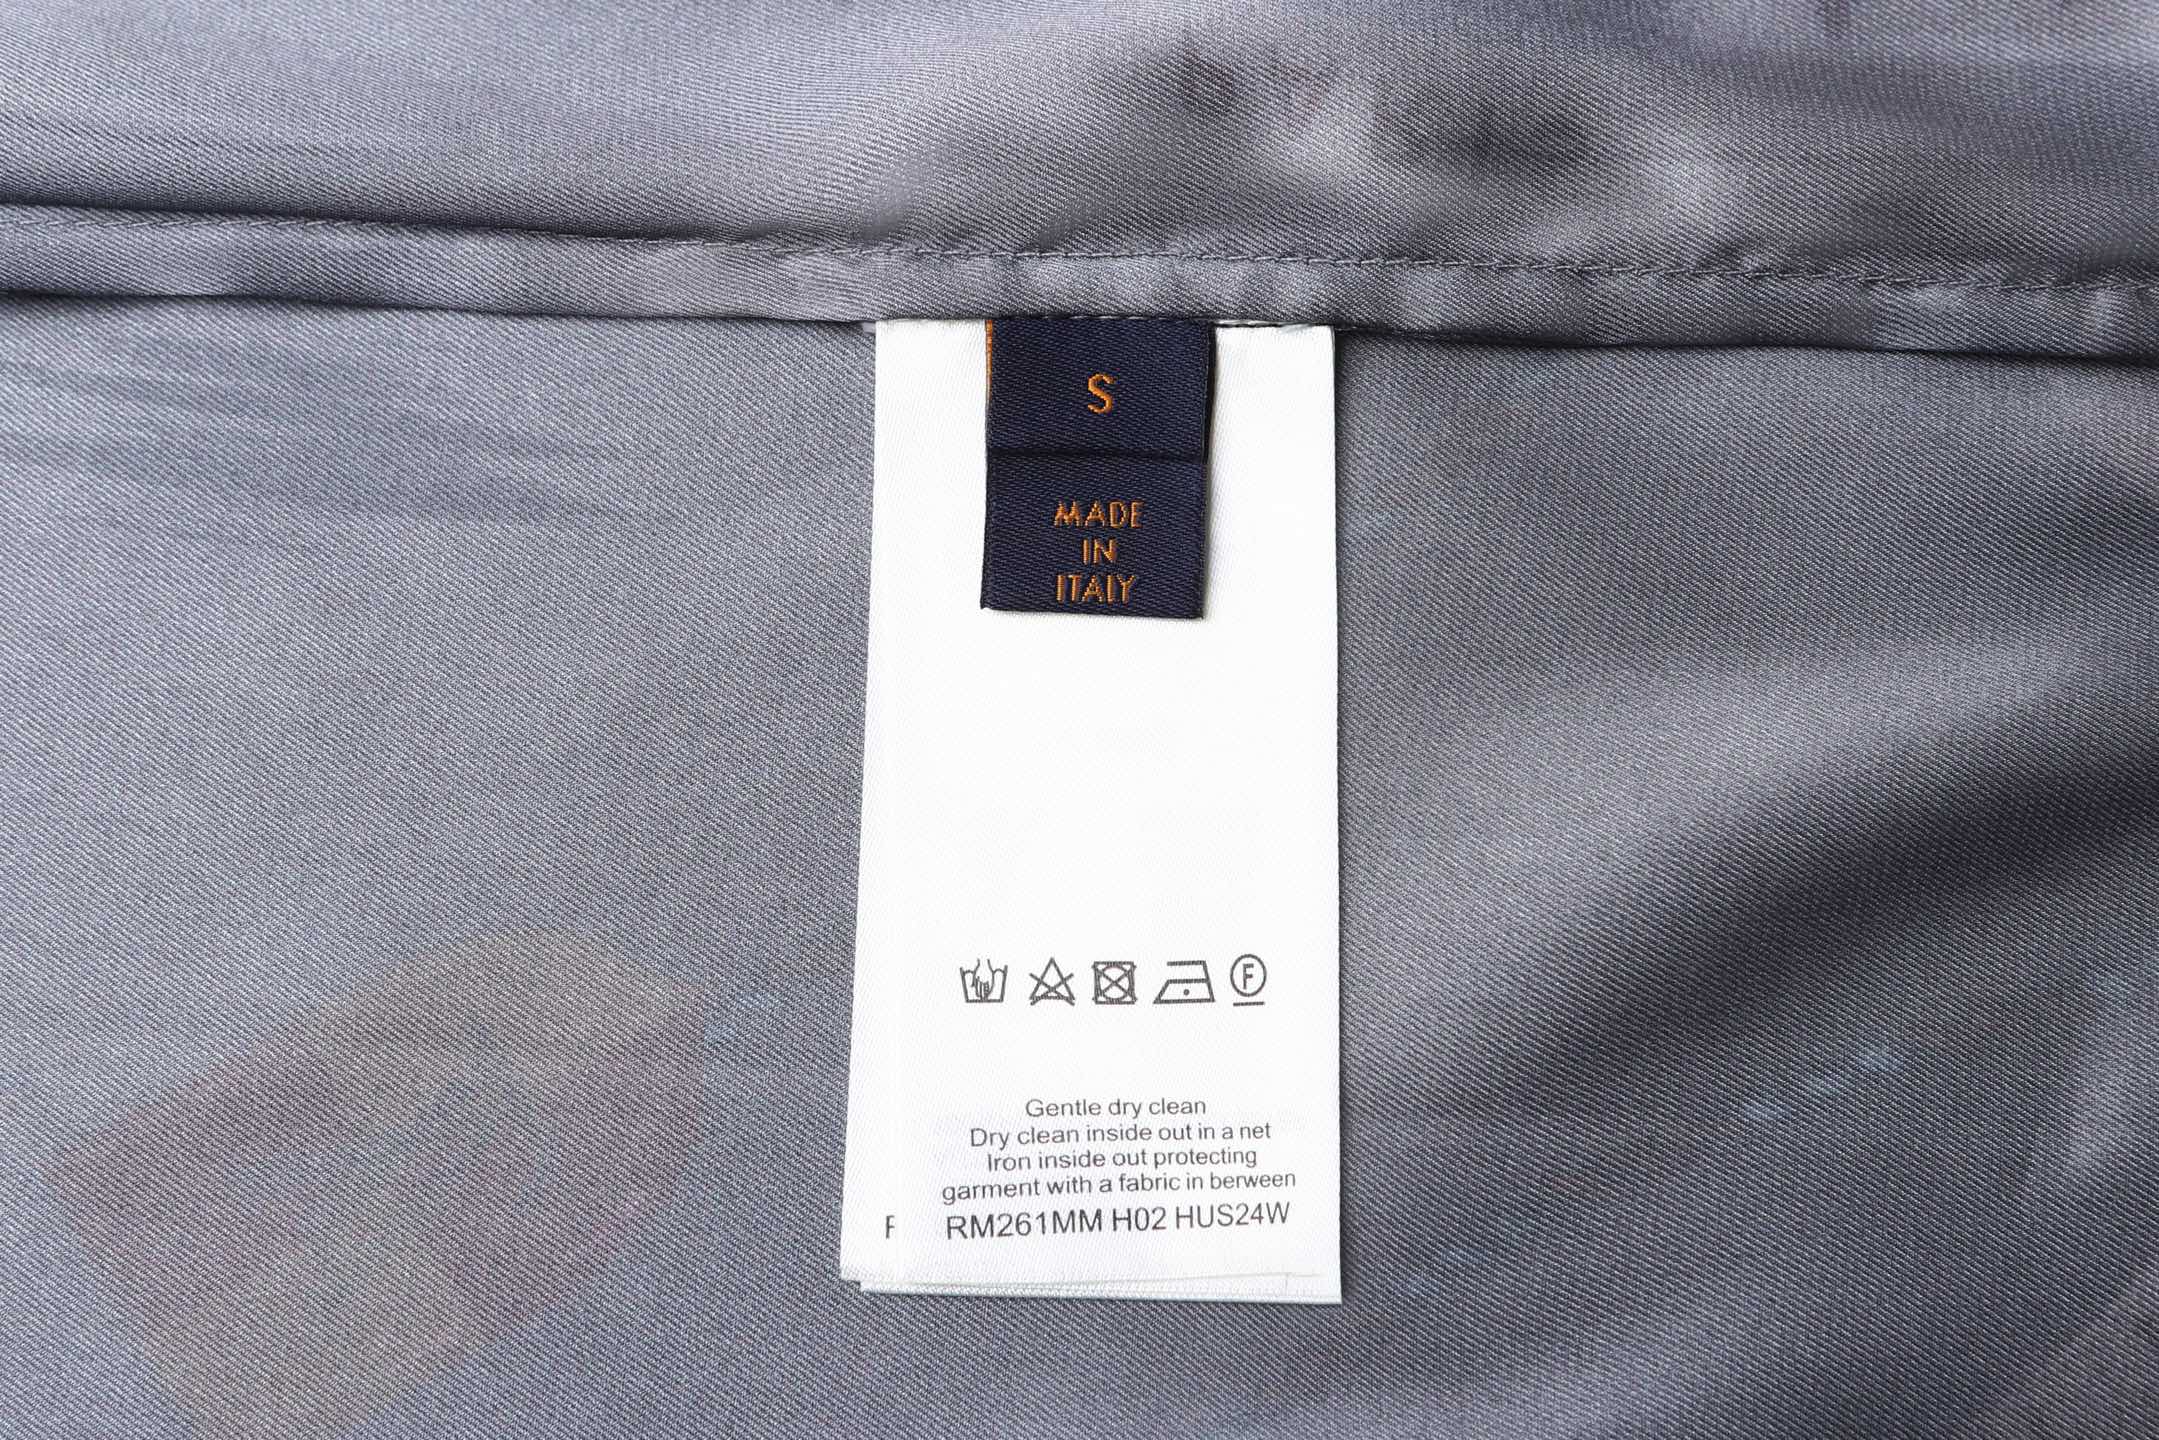 S
MADE
IN
ITALY
F
Gentle dry clean
Dry clean inside out in a net
Iron inside out protecting
garment with a fabric in berween
F RM261MM H02 HUS24W